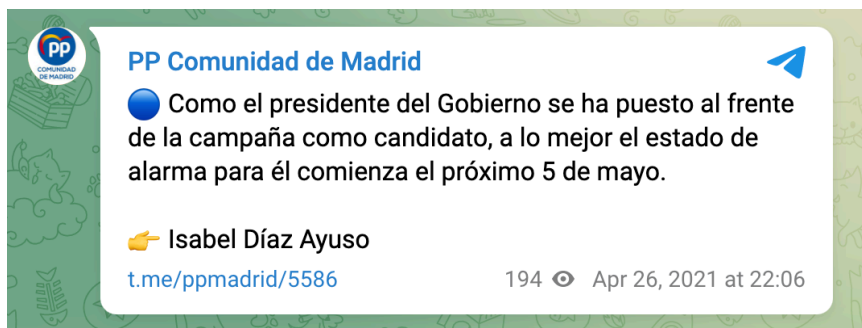 PP
COMUNIDAD
DE MADRID
PP Comunidad de Madrid
🔵 Como el presidente del Gobierno se ha puesto al frente
de la campaña como candidato, a lo mejor el estado de
alarma para él comienza el próximo 5 de mayo.
👉 Isabel Díaz Ayuso
t.me/ppmadrid/5586 194 Apr 26, 2021 at 22:06